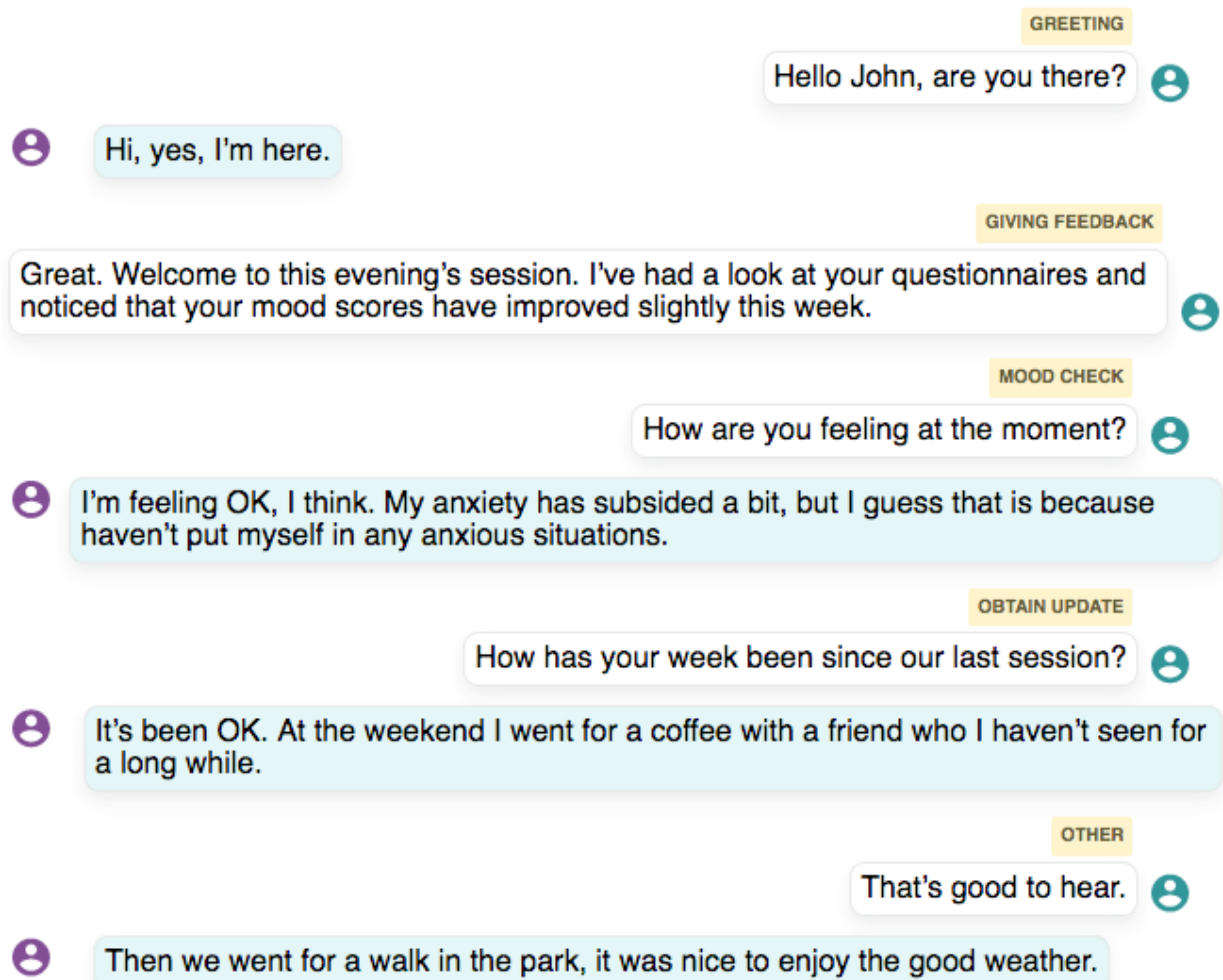 GREETING
Hello John, are you there?
Hi, yes, I’m here.
GIVING FEEDBACK
Great. Welcome to this evening’s session. I’ve had a look at your questionnaires and
noticed that your mood scores have improved slightly this week.
MOOD CHECK
How are you feeling at the moment?
I’m feeling OK, I think. My anxiety has subsided a bit, but I guess that is because
haven’t put myself in any anxious situations.
OBTAIN UPDATE
How has your week been since our last session?
It’s been OK. At the weekend I went for a coffee with a friend who I haven’t seen for
a long while.
OTHER
That’s good to hear.
Then we went for a walk in the park, it was nice to enjoy the good weather.